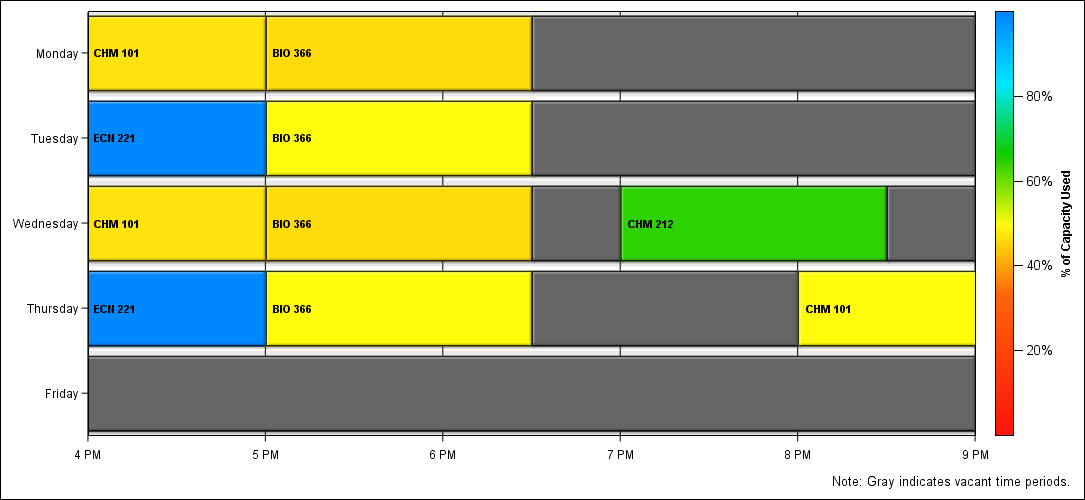 Monday
CHM 101
BIO 366
Tuesday
ECN 221
BIO 366
Wednesday
CHM 101
BIO 366
CHM 212
Thursday
ECN 221
BIO 366
CHM 101
Friday
4 PM 5 PM 6 PM 7 PM 8 PM 9 PM
80%
60%
40%
20%
% of Capacity Used
Note: Gray indicates vacant time periods.